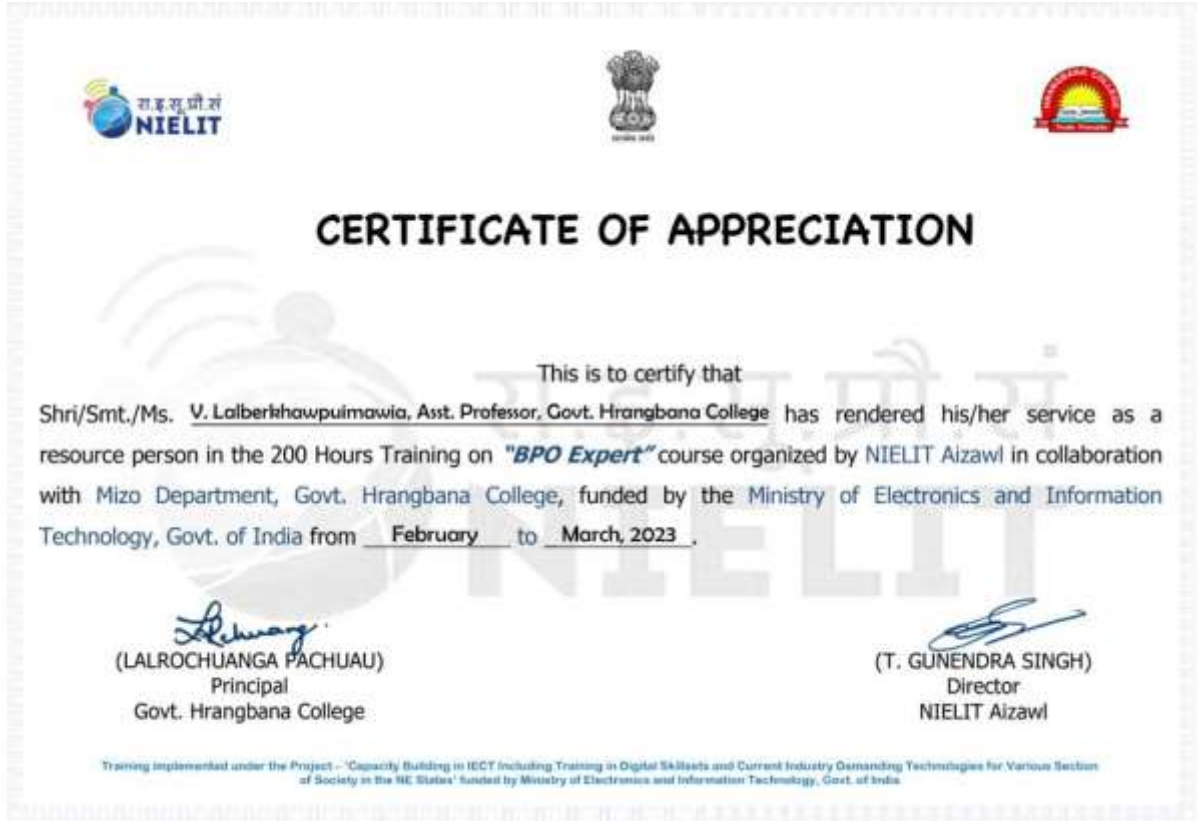 रा.इ.सू.प्रौ.सं
NIELIT
सत्यमेव जयते
HRANGBANA COLLEGE
CERTIFICATE OF APPRECIATION
This is to certify that
Shri/Smt./Ms. V. Lalberkhawpuimawia, Asst. Professor, Govt. Hrangbana College has rendered his/her service as a
resource person in the 200 Hours Training on "BPO Expert" course organized by NIELIT Aizawl in collaboration
with Mizo Department, Govt. Hrangbana College, funded by the Ministry of Electronics and Information
Technology, Govt. of India from February to March, 2023 .
रा.इ.सू.प्रौ.सं
NIELIT
(LALROCHUANGA PACHUAU)
Principal
Govt. Hrangbana College
(T. GUNENDRA SINGH)
Director
NIELIT Aizawl
Training implemented under the Project – 'Capacity Building in IECT Including Training in Digital Skillsets and Current Industry Demanding Technologies for Various Section
of Society in the NE States' funded by Ministry of Electronics and Information Technology, Govt. of India